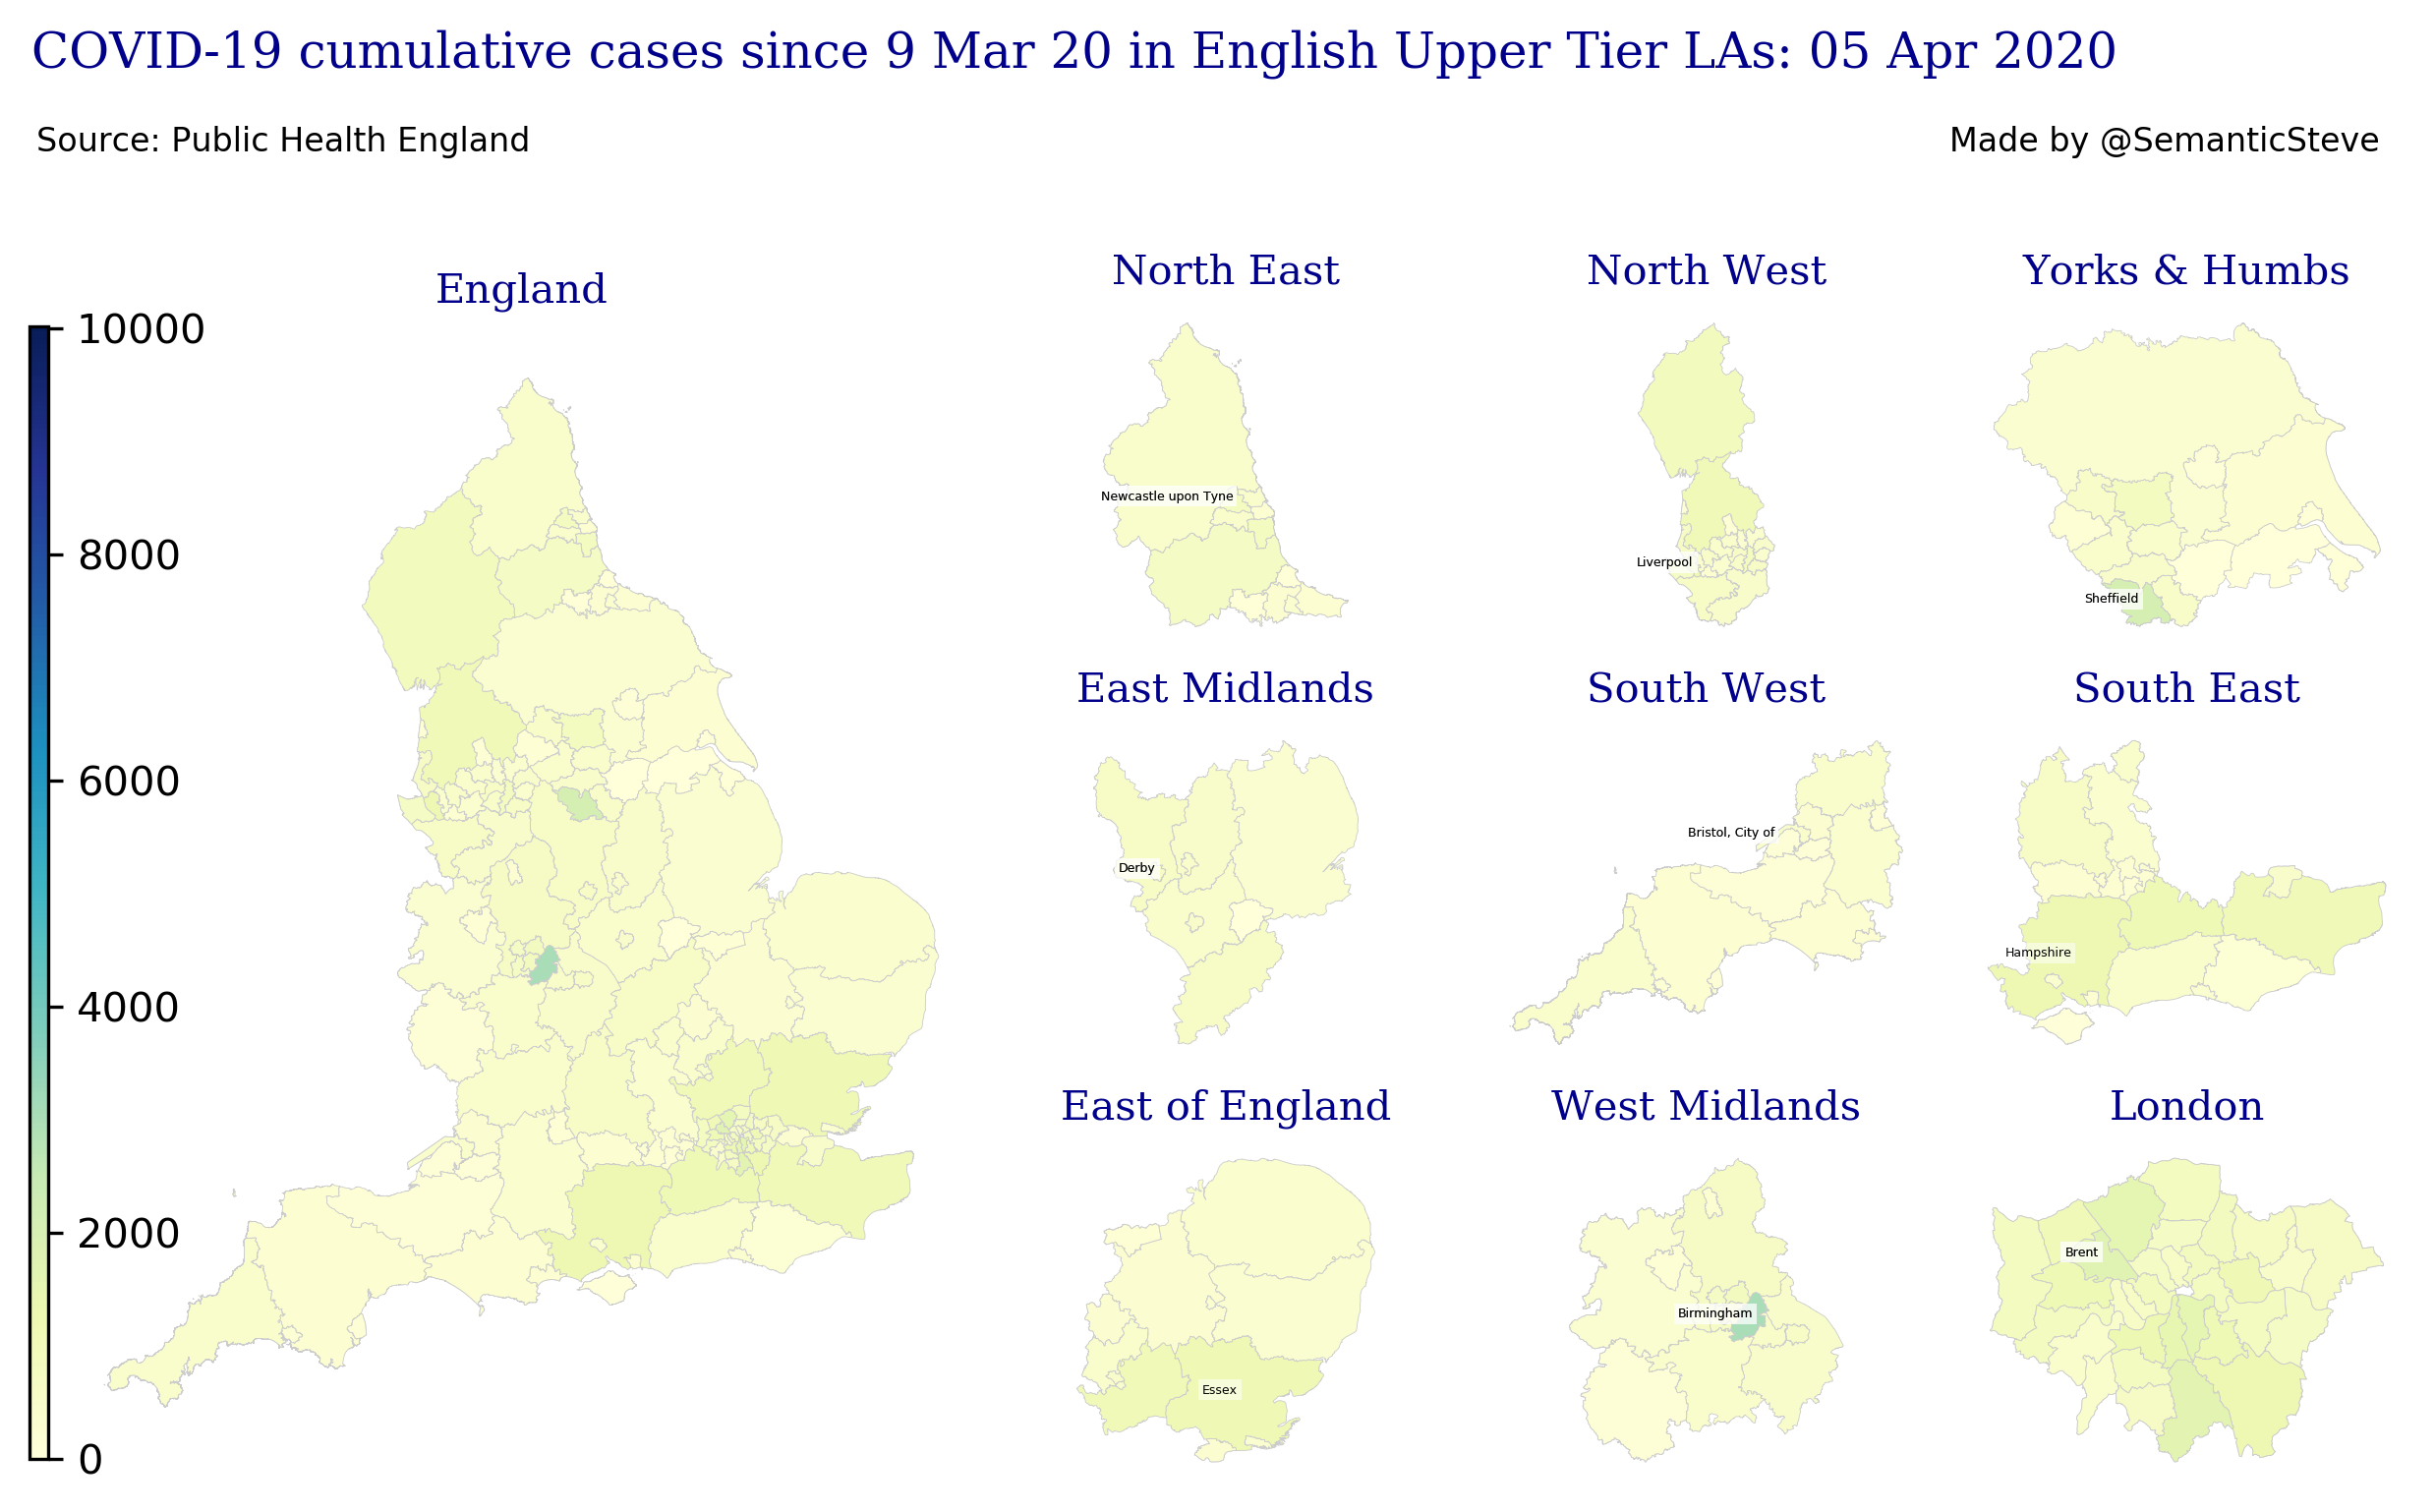 COVID-19 cumulative cases since 9 Mar 20 in English Upper Tier LAs: 05 Apr 2020
Source: Public Health England
Made by @SemanticSteve
England
10000
8000
6000
4000
2000
0
North East
Newcastle upon Tyne
North West
Liverpool
Yorks & Humbs
Sheffield
East Midlands
Derby
South West
Bristol, City of
South East
Hampshire
East of England
Essex
West Midlands
Birmingham
London
Brent